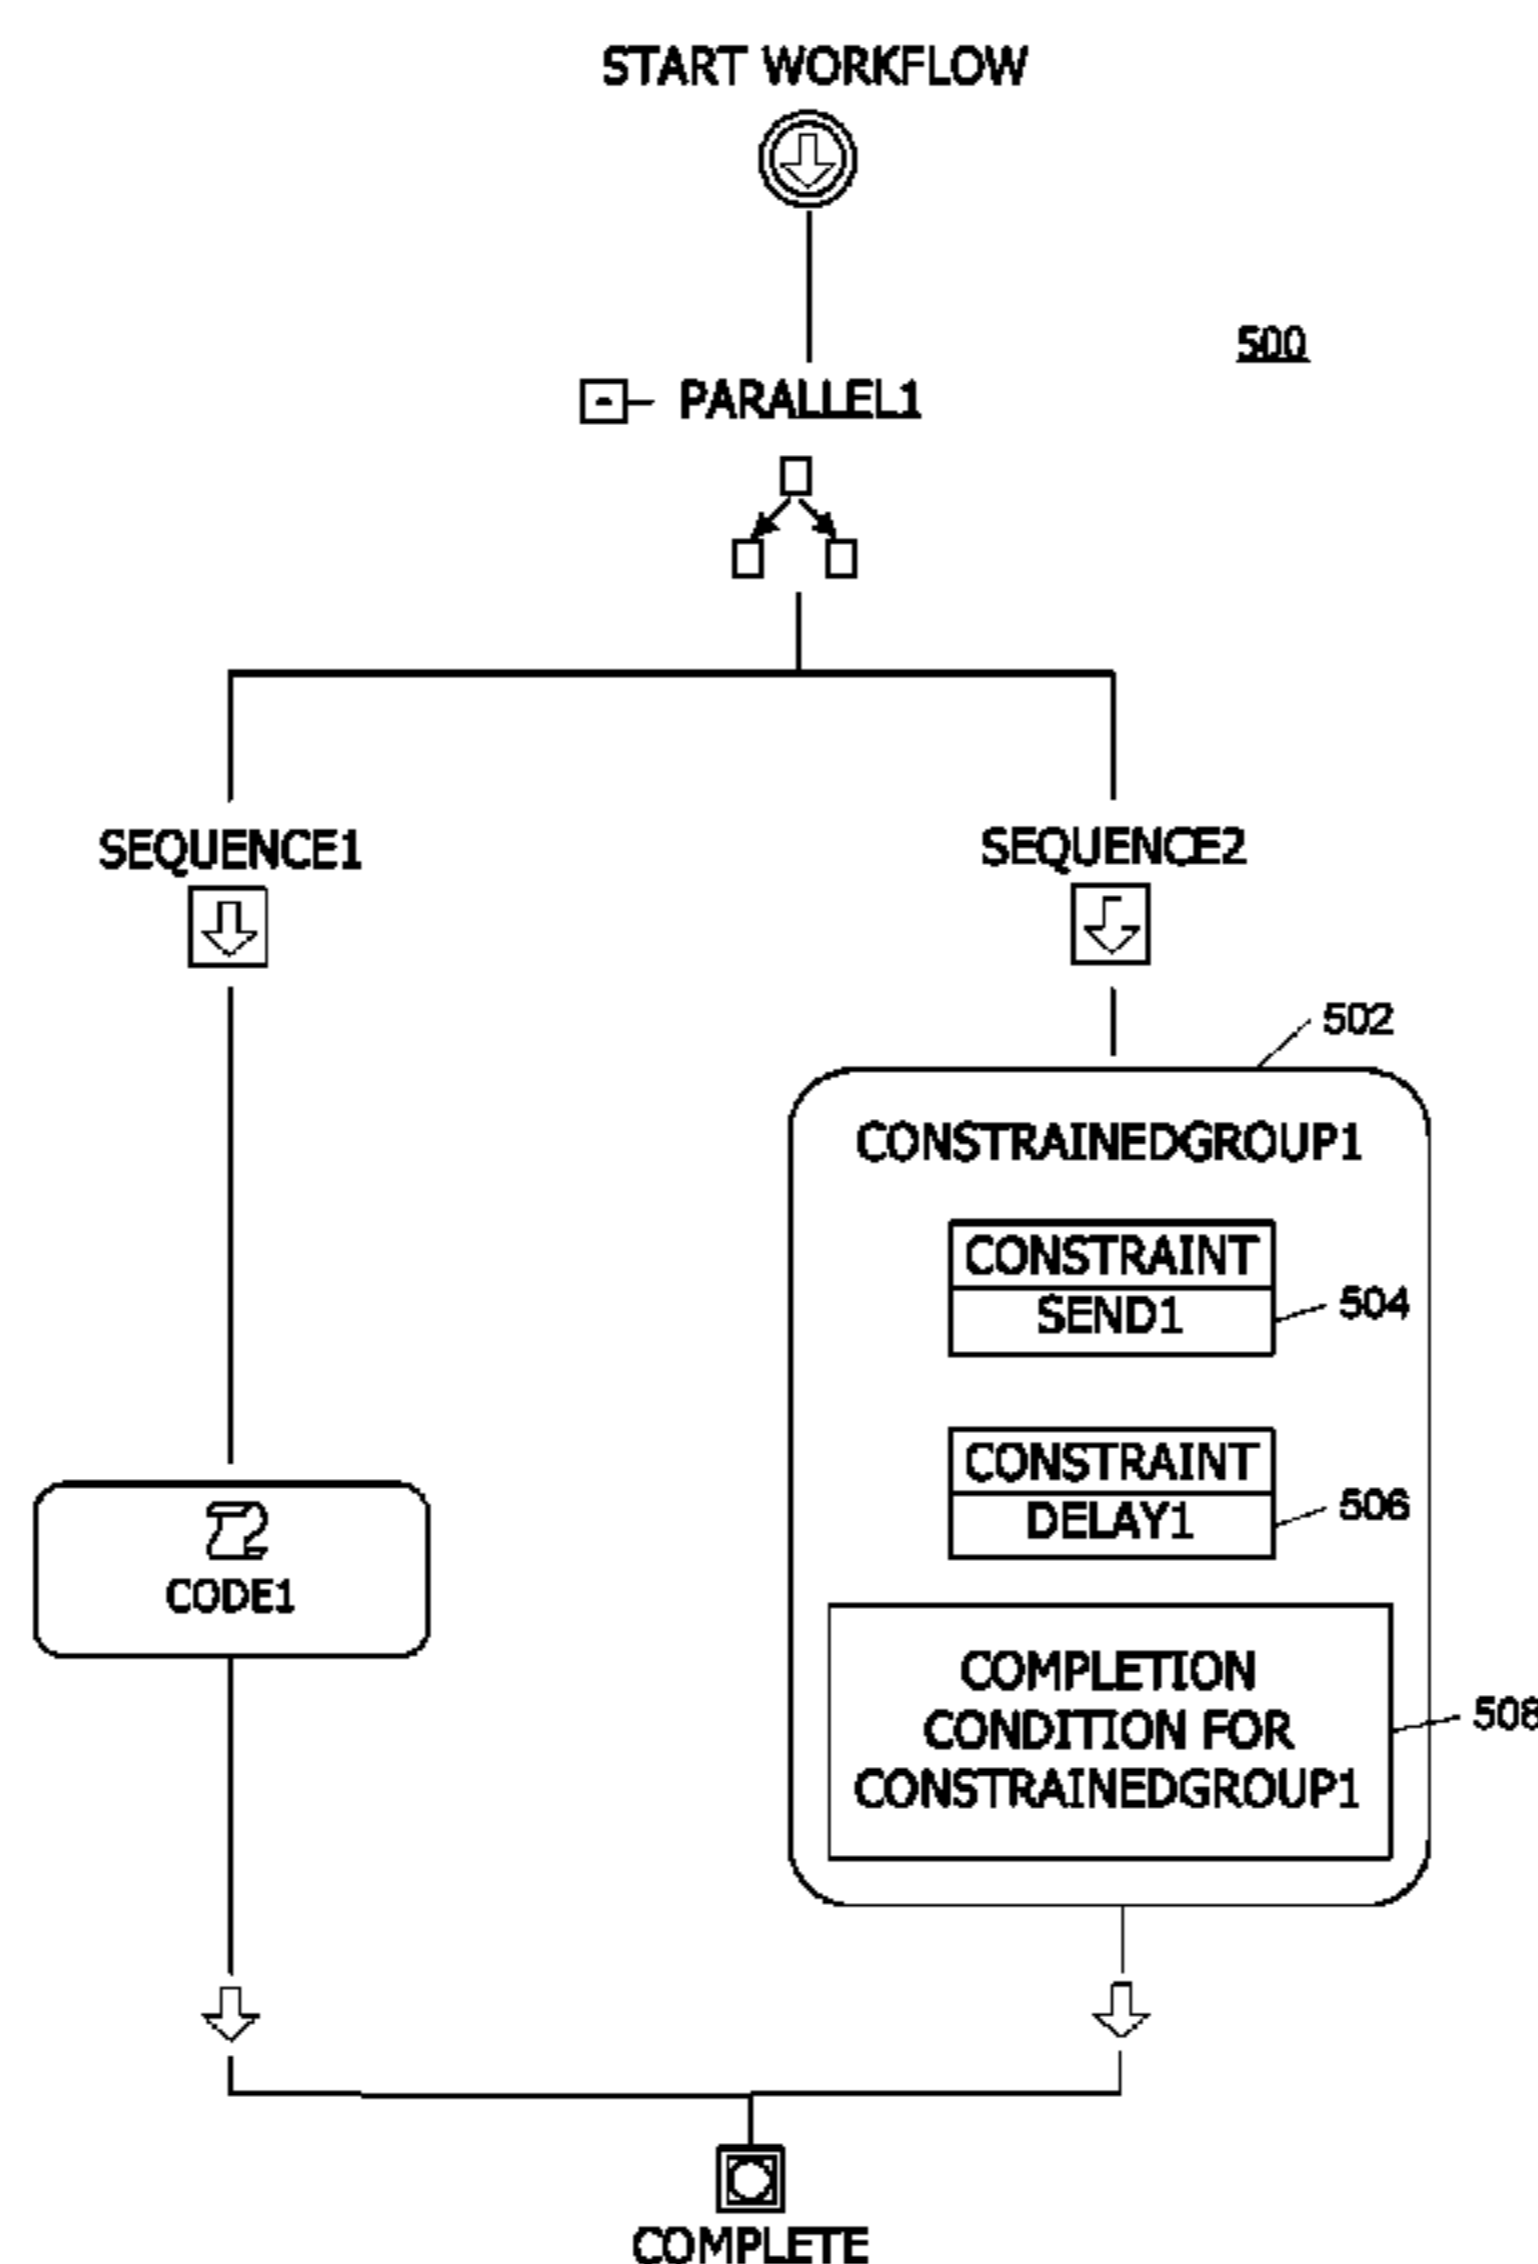 START WORKFLOW
500
PARALLEL1
SEQUENCE1
SEQUENCE2
502
CONSTRAINEDGROUP1
CONSTRAINT
SEND1
504
CONSTRAINT
DELAY1
506
CODE1
COMPLETION
CONDITION FOR
CONSTRAINEDGROUP1
508
COMPLETE